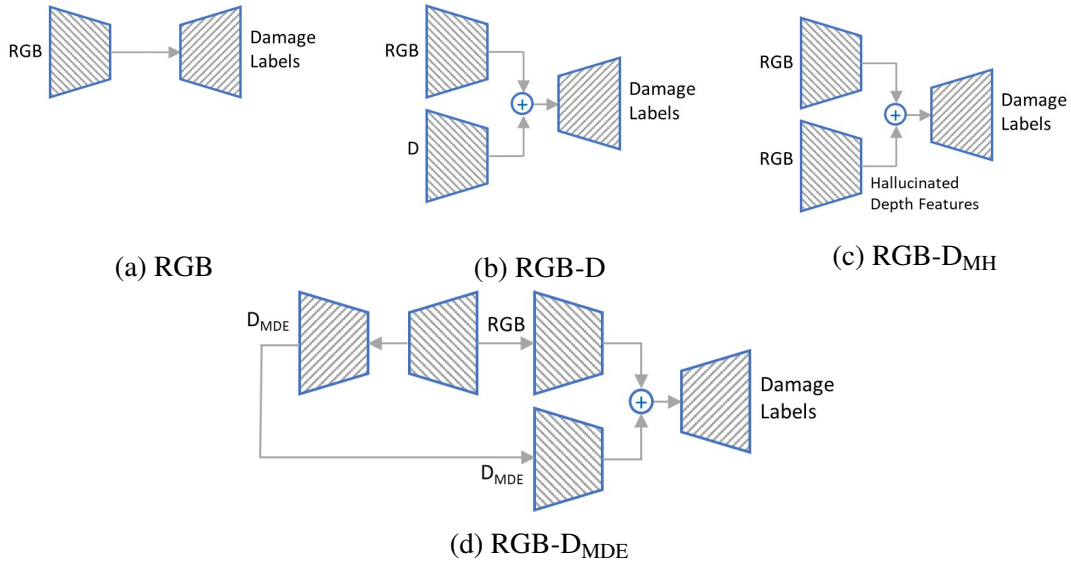 RGB
Damage
Labels
(a) RGB
RGB
D
+
Damage
Labels
(b) RGB-D
RGB
RGB
+
Hallucinated
Depth Features
Damage
Labels
(c) RGB-DMH
DMDE
RGB
DMDE
+
Damage
Labels
(d) RGB-DMDE